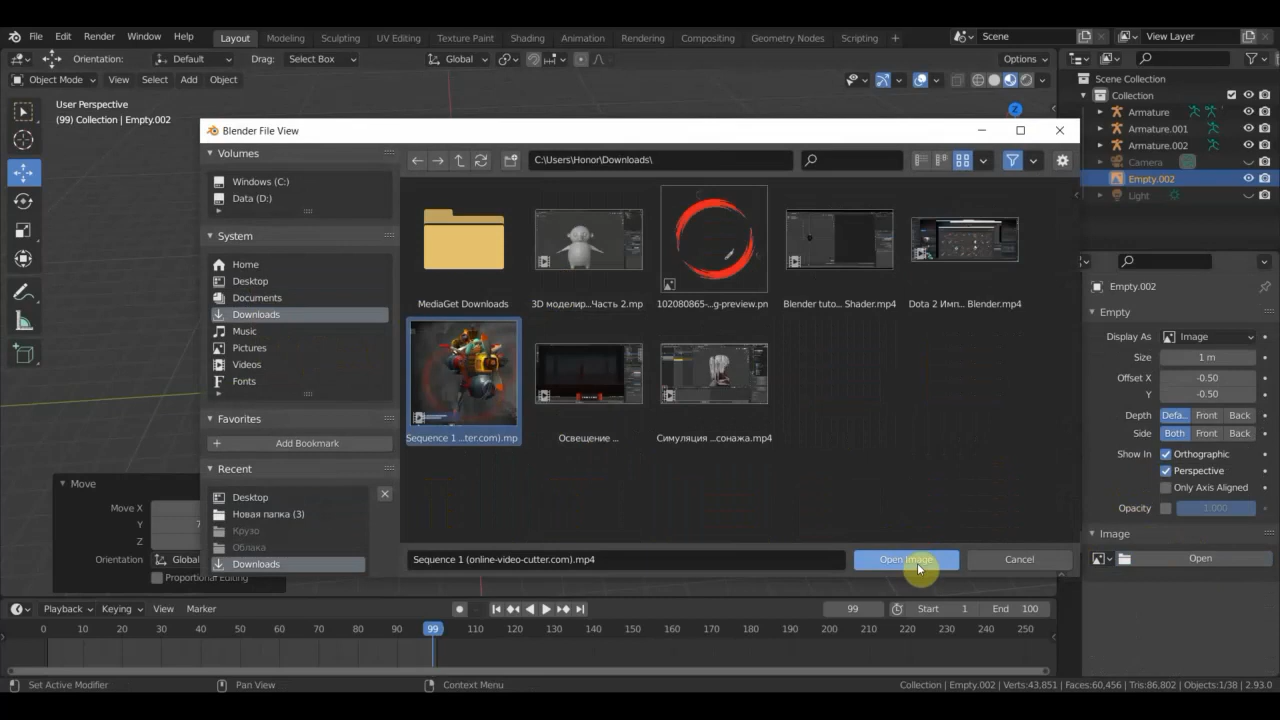 File Edit Render Window Help Layout Modeling Sculpting UV Editing Texture Paint Shading Animation Rendering Compositing Geometry Nodes Scripting + Scene View Layer
Orientation: Default Drag: Select Box Global Options
Object Mode View Select Add Object
Scene Collection
Collection
Armature
Armature.001
Armature.002
Camera
Empty.002
Light
User Perspective
(99) Collection | Empty.002
Z
Blender File View
Volumes
Windows (C:)
Data (D:)
System
Home
Desktop
Documents
Downloads
Music
Pictures
Videos
Fonts
Favorites
Add Bookmark
Recent
Desktop
Новая папка (3)
Крузо
Облака
Downloads
C:\Users\Honor\Downloads\
MediaGet Downloads
3D моделир...Часть 2.mp
102080865-...g-preview.pn
Blender tuto... Shader.mp4
Dota 2 Имп... Blender.mp4
Sequence 1 ...ter.com).mp
Освещение ...
Симуляция ...сонажа.mp4
Sequence 1 (online-video-cutter.com).mp4
Open Image
Cancel
Move
Move X
Y 7
Z
Orientation Global
Proportional Editing
Empty.002
Empty
Display As Image
Size 1 m
Offset X -0.50
Y -0.50
Depth Defa... Front Back
Side Both Front Back
Show In Orthographic
Perspective
Only Axis Aligned
Opacity 1.000
Image
Open
Playback Keying View Marker 99 Start 1 End 100
0 10 20 30 40 50 60 70 80 90 99 110 120 130 140 150 160 170 180 190 200 210 220 230 240 250
Set Active Modifier Pan View Context Menu Collection | Empty.002 | Verts:43,851 | Faces:60,456 | Tris:86,802 | Objects:1/38 | 2.93.0